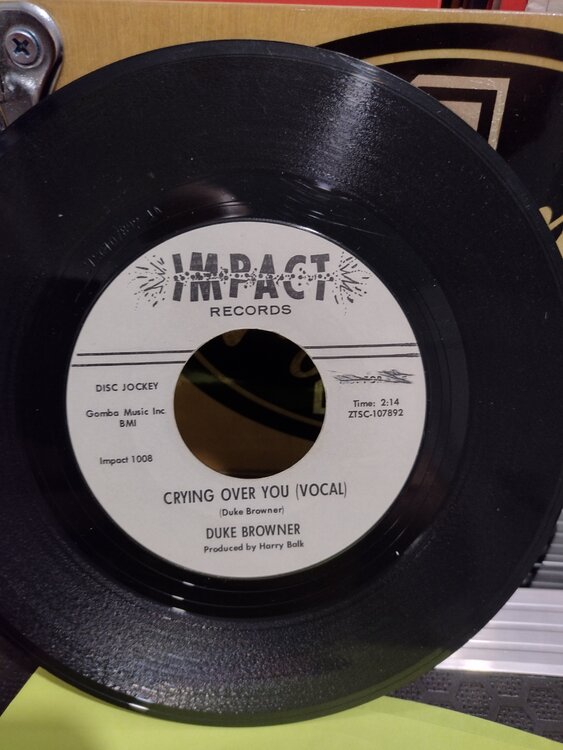 IMPACT
RECORDS
DISC JOCKEY
Gomba Music Inc
BMI
Impact 1008
Time: 2:14
ZTSC-107892
CRYING OVER YOU (VOCAL)
(Duke Browner)
DUKE BROWNER
Produced by Harry Balk